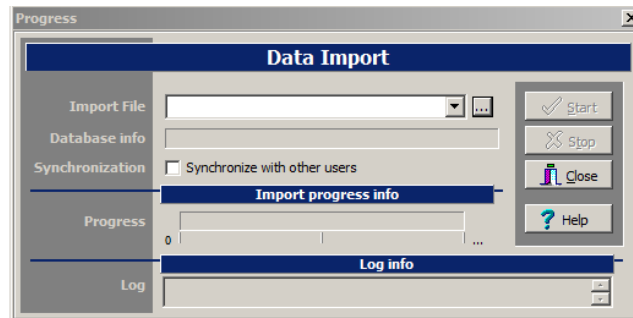 Progress
Data Import
Import File
...
Start
Database info
Stop
Synchronization
Synchronize with other users
Close
Import progress info
Progress
Help
0
...
Log info
Log